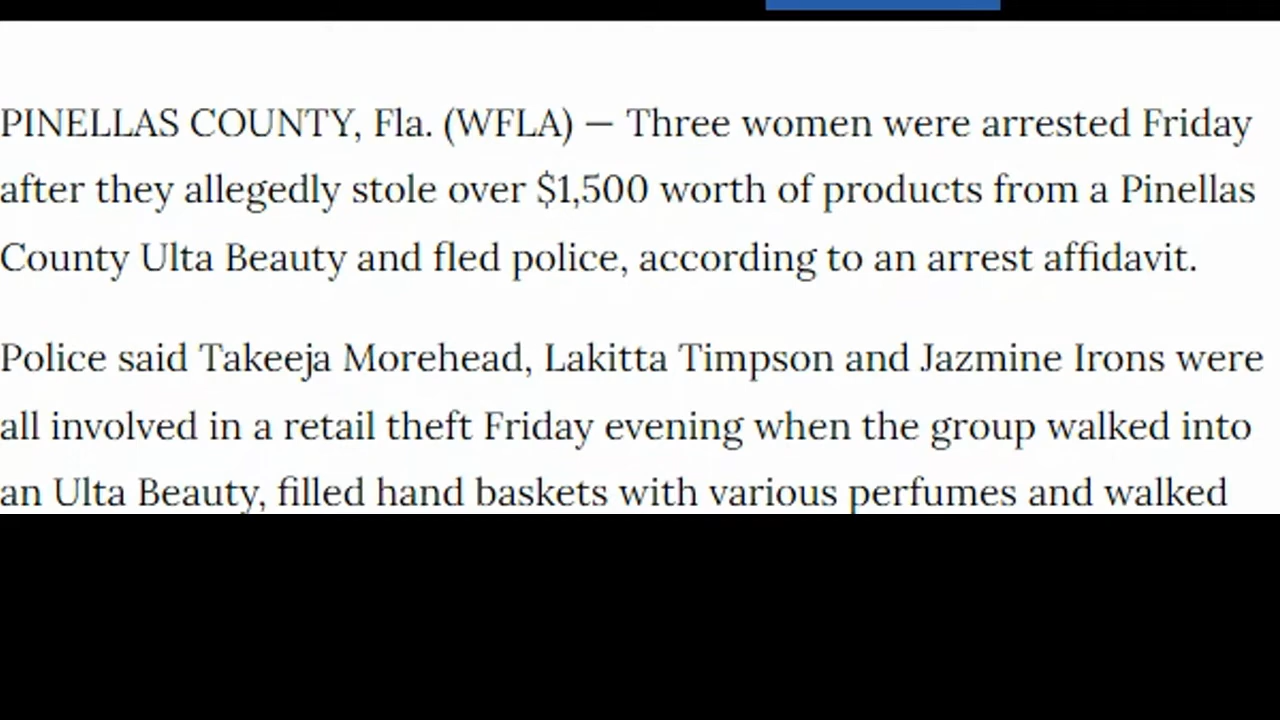 PINELLAS COUNTY, Fla. (WFLA) — Three women were arrested Friday
after they allegedly stole over $1,500 worth of products from a Pinellas
County Ulta Beauty and fled police, according to an arrest affidavit.
Police said Takeeja Morehead, Lakitta Timpson and Jazmine Irons were
all involved in a retail theft Friday evening when the group walked into
an Ulta Beauty, filled hand baskets with various perfumes and walked